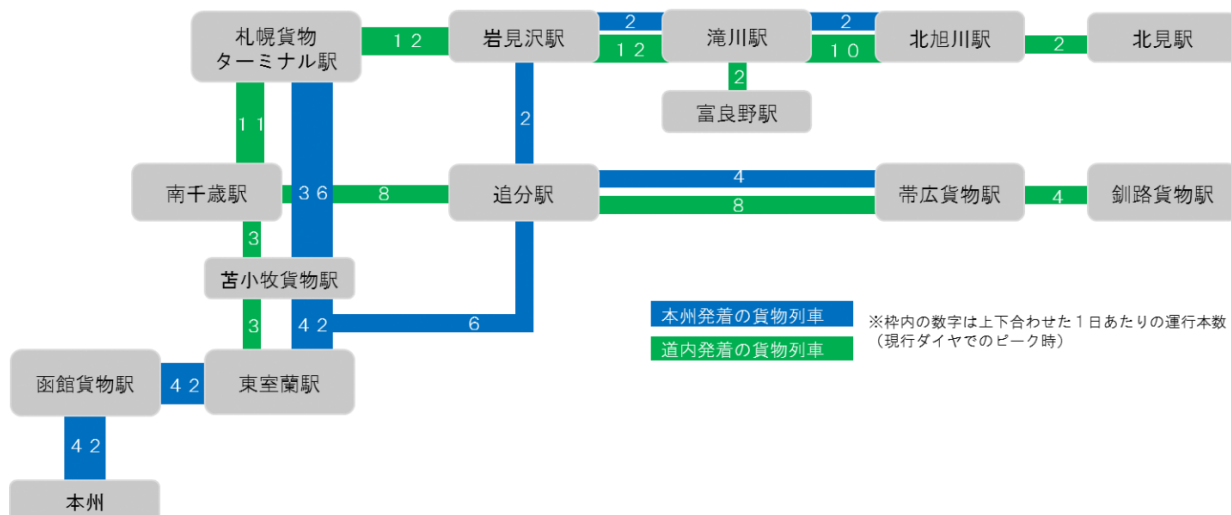 札幌貨物
ターミナル駅
１２
岩見沢駅
２
１２
滝川駅
２
１０
北旭川駅
２
北見駅
２
富良野駅
１１
３６
２
南千歳駅
８
追分駅
４
８
帯広貨物駅
４
釧路貨物駅
３
苫小牧貨物駅
３
４２
６
本州発着の貨物列車
道内発着の貨物列車
※枠内の数字は上下合わせた１日あたりの運行本数
（現行ダイヤでのピーク時）
函館貨物駅
４２
東室蘭駅
４２
本州